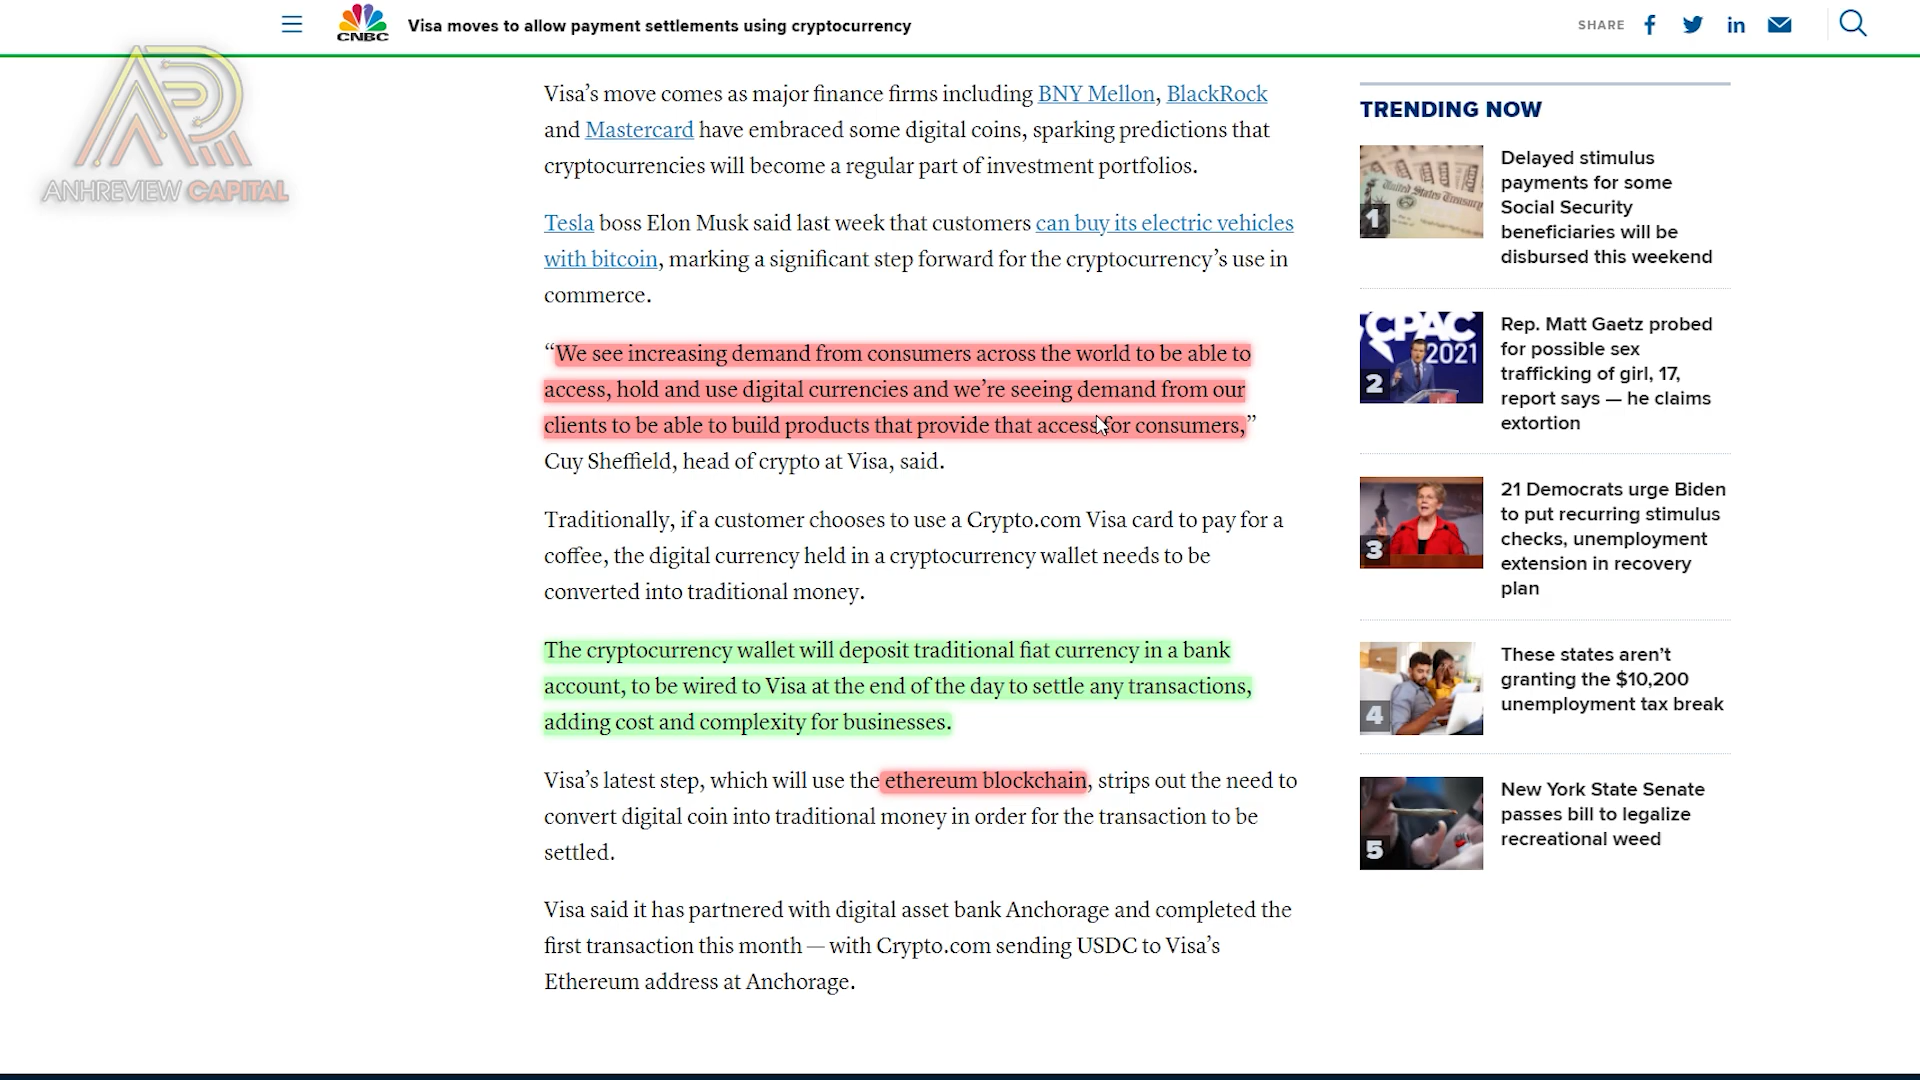 CNBC
Visa moves to allow payment settlements using cryptocurrency
SHARE
ANHREVIEW CAPITAL
Visa’s move comes as major finance firms including BNY Mellon, BlackRock
and Mastercard have embraced some digital coins, sparking predictions that
cryptocurrencies will become a regular part of investment portfolios.
Tesla boss Elon Musk said last week that customers can buy its electric vehicles
with bitcoin, marking a significant step forward for the cryptocurrency’s use in
commerce.
“We see increasing demand from consumers across the world to be able to
access, hold and use digital currencies and we’re seeing demand from our
clients to be able to build products that provide that access for consumers,”
Cuy Sheffield, head of crypto at Visa, said.
Traditionally, if a customer chooses to use a Crypto.com Visa card to pay for a
coffee, the digital currency held in a cryptocurrency wallet needs to be
converted into traditional money.
The cryptocurrency wallet will deposit traditional fiat currency in a bank
account, to be wired to Visa at the end of the day to settle any transactions,
adding cost and complexity for businesses.
Visa’s latest step, which will use the ethereum blockchain, strips out the need to
convert digital coin into traditional money in order for the transaction to be
settled.
Visa said it has partnered with digital asset bank Anchorage and completed the
first transaction this month — with Crypto.com sending USDC to Visa’s
Ethereum address at Anchorage.
TRENDING NOW
United States Treasury
1
Delayed stimulus
payments for some
Social Security
beneficiaries will be
disbursed this weekend
CPAC
2021
2
Rep. Matt Gaetz probed
for possible sex
trafficking of girl, 17,
report says — he claims
extortion
3
21 Democrats urge Biden
to put recurring stimulus
checks, unemployment
extension in recovery
plan
4
These states aren’t
granting the $10,200
unemployment tax break
5
New York State Senate
passes bill to legalize
recreational weed